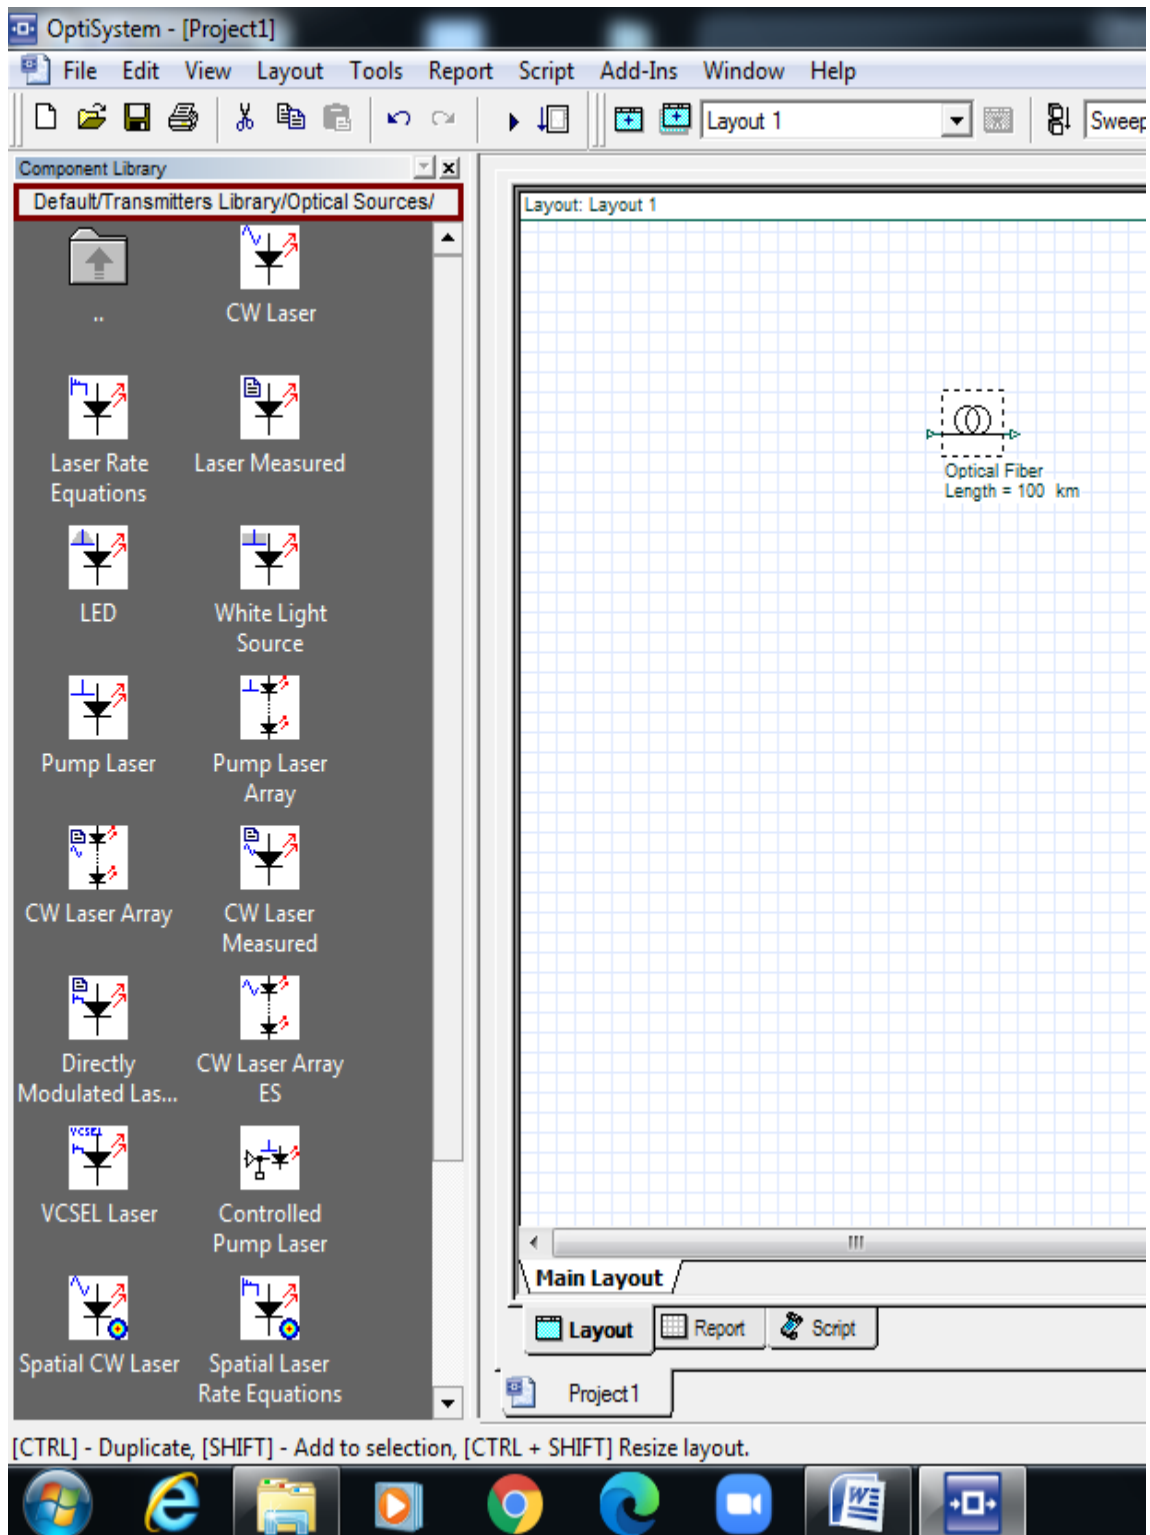 OptiSystem - [Project1]
File Edit View Layout Tools Report Script Add-Ins Window Help
Layout 1
Sweep
Component Library
Default/Transmitters Library/Optical Sources/
Layout: Layout 1
..
CW Laser
Laser Rate
Equations
Laser Measured
Optical Fiber
Length = 100 km
LED
White Light
Source
Pump Laser
Pump Laser
Array
CW Laser Array
CW Laser
Measured
Directly
Modulated Las...
CW Laser Array
ES
VCSEL
VCSEL Laser
Controlled
Pump Laser
Spatial CW Laser
Spatial Laser
Rate Equations
Main Layout
Layout
Report
Script
Project1
[CTRL] - Duplicate, [SHIFT] - Add to selection, [CTRL + SHIFT] Resize layout.